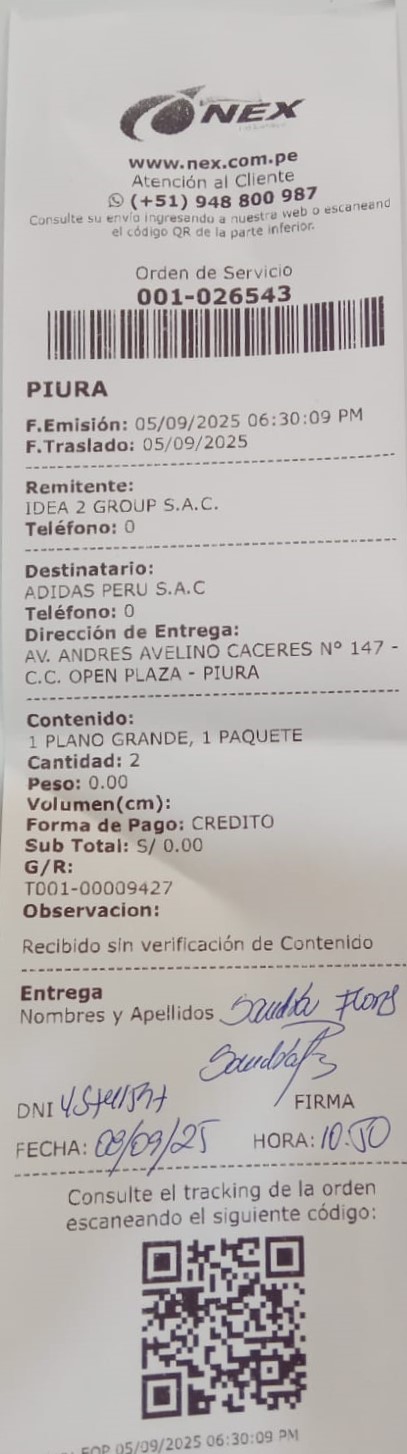 NEX
www.nex.com.pe
Atención al Cliente
(+51) 948 800 987
Consulte su envío ingresando a nuestra web o escaneand
el código QR de la parte inferior.
Orden de Servicio
001-026543
PIURA
F.Emisión: 05/09/2025 06:30:09 PM
F.Traslado: 05/09/2025
Remitente:
IDEA 2 GROUP S.A.C.
Teléfono: 0
Destinatario:
ADIDAS PERU S.A.C
Teléfono: 0
Dirección de Entrega:
AV. ANDRES AVELINO CACERES N° 147 -
C.C. OPEN PLAZA - PIURA
Contenido:
1 PLANO GRANDE, 1 PAQUETE
Cantidad: 2
Peso: 0.00
Volumen(cm):
Forma de Pago: CREDITO
Sub Total: S/ 0.00
G/R:
T001-00009427
Observacion:
Recibido sin verificación de Contenido
Entrega
Nombres y Apellidos Sandra Flores
DNI
FIRMA
FECHA: 09/09/25 HORA: 10:50
Consulte el tracking de la orden
escaneando el siguiente código:
05/09/2025 06:30:09 PM